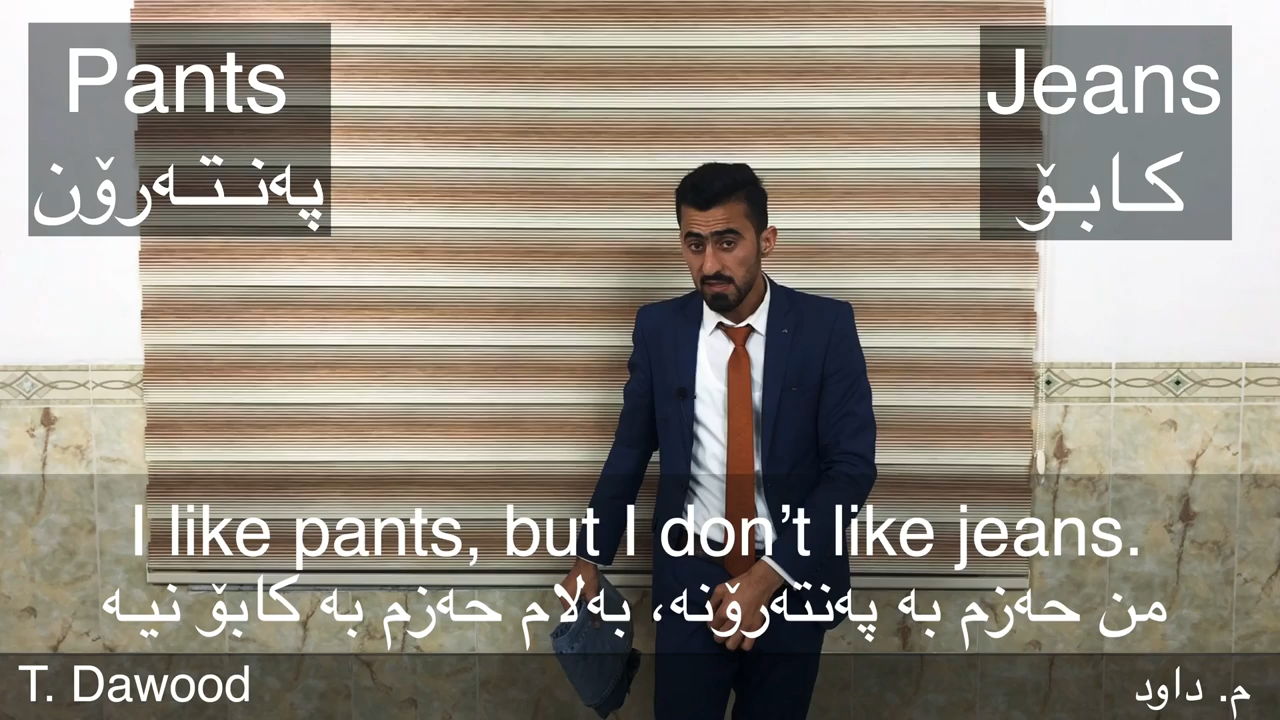 Pants
پەنتەرۆن
Jeans
کابۆ
I like pants, but I don’t like jeans.
من حەزم بە پەنتەرۆنە، بەلام حەزم بە کابۆ نیە
T. Dawood
م. داود